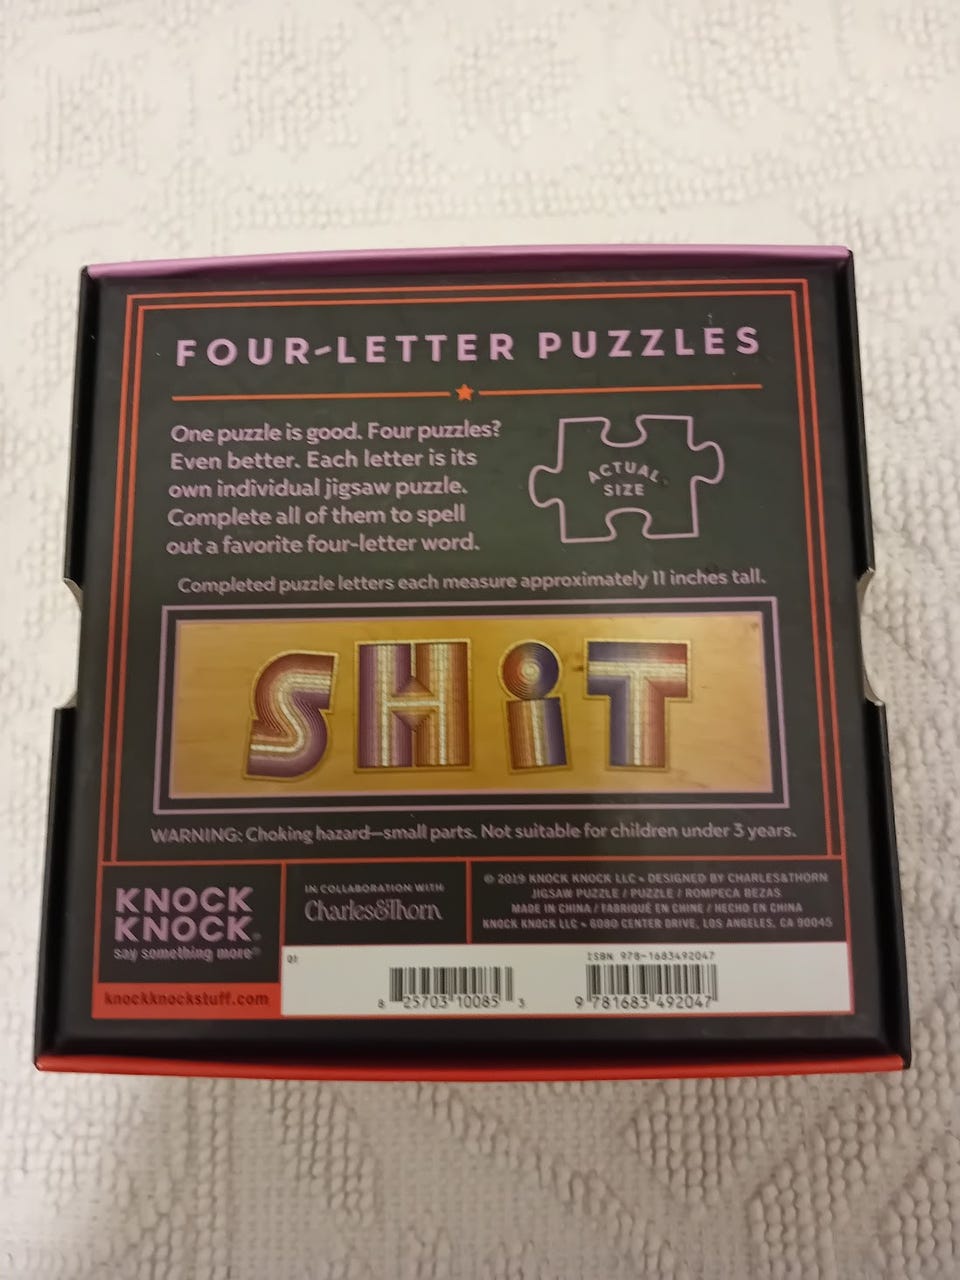 FOUR-LETTER PUZZLES
One puzzle is good. Four puzzles?
Even better. Each letter is its
own individual jigsaw puzzle.
Complete all of them to spell
out a favorite four-letter word.
ACTUAL
SIZE
Completed puzzle letters each measure approximately 11 inches tall.
SHiT
WARNING: Choking hazard—small parts. Not suitable for children under 3 years.
KNOCK
KNOCK®
say something more™
knockknockstuff.com
IN COLLABORATION WITH
Charles&Thorn
© 2019 KNOCK KNOCK LLC • DESIGNED BY CHARLES&THORN
JIGSAW PUZZLE / PUZZLE / ROMPECA BEZAS
MADE IN CHINA / FABRIQUÉ EN CHINE / HECHO EN CHINA
KNOCK KNOCK LLC • 6080 CENTER DRIVE, LOS ANGELES, CA 90045
01
8 25703 10085 3
ISBN 978-1683492047
9 781683 492047